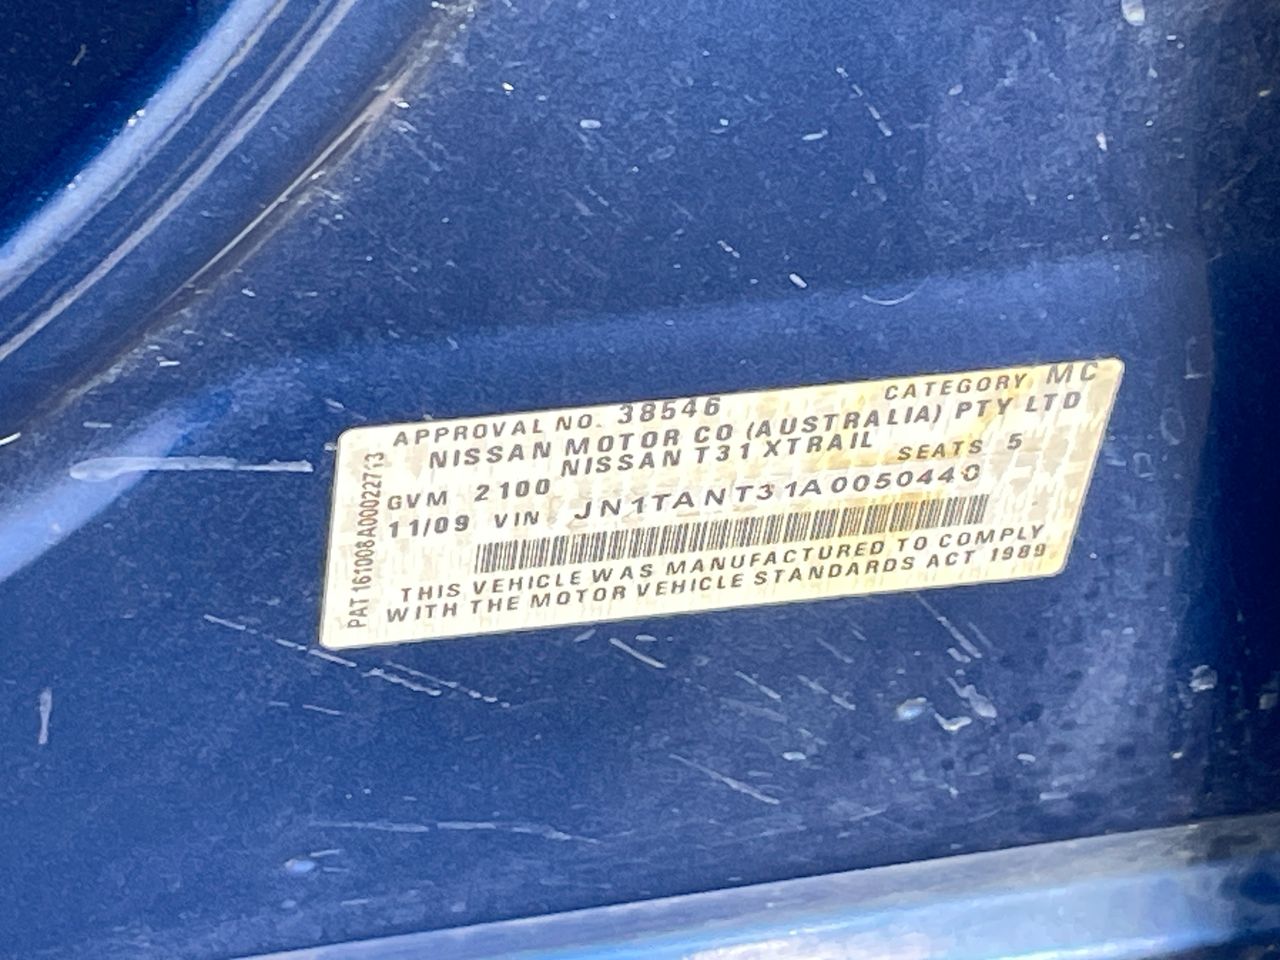 APPROVAL NO. 38546 CATEGORY MC
NISSAN MOTOR CO (AUSTRALIA) PTY LTD
NISSAN T31 XTRAIL
GVM 2100 SEATS 5
11/09 VIN JN1TANT31A0050440
THIS VEHICLE WAS MANUFACTURED TO COMPLY
WITH THE MOTOR VEHICLE STANDARDS ACT 1989
PAT 161008A00022713